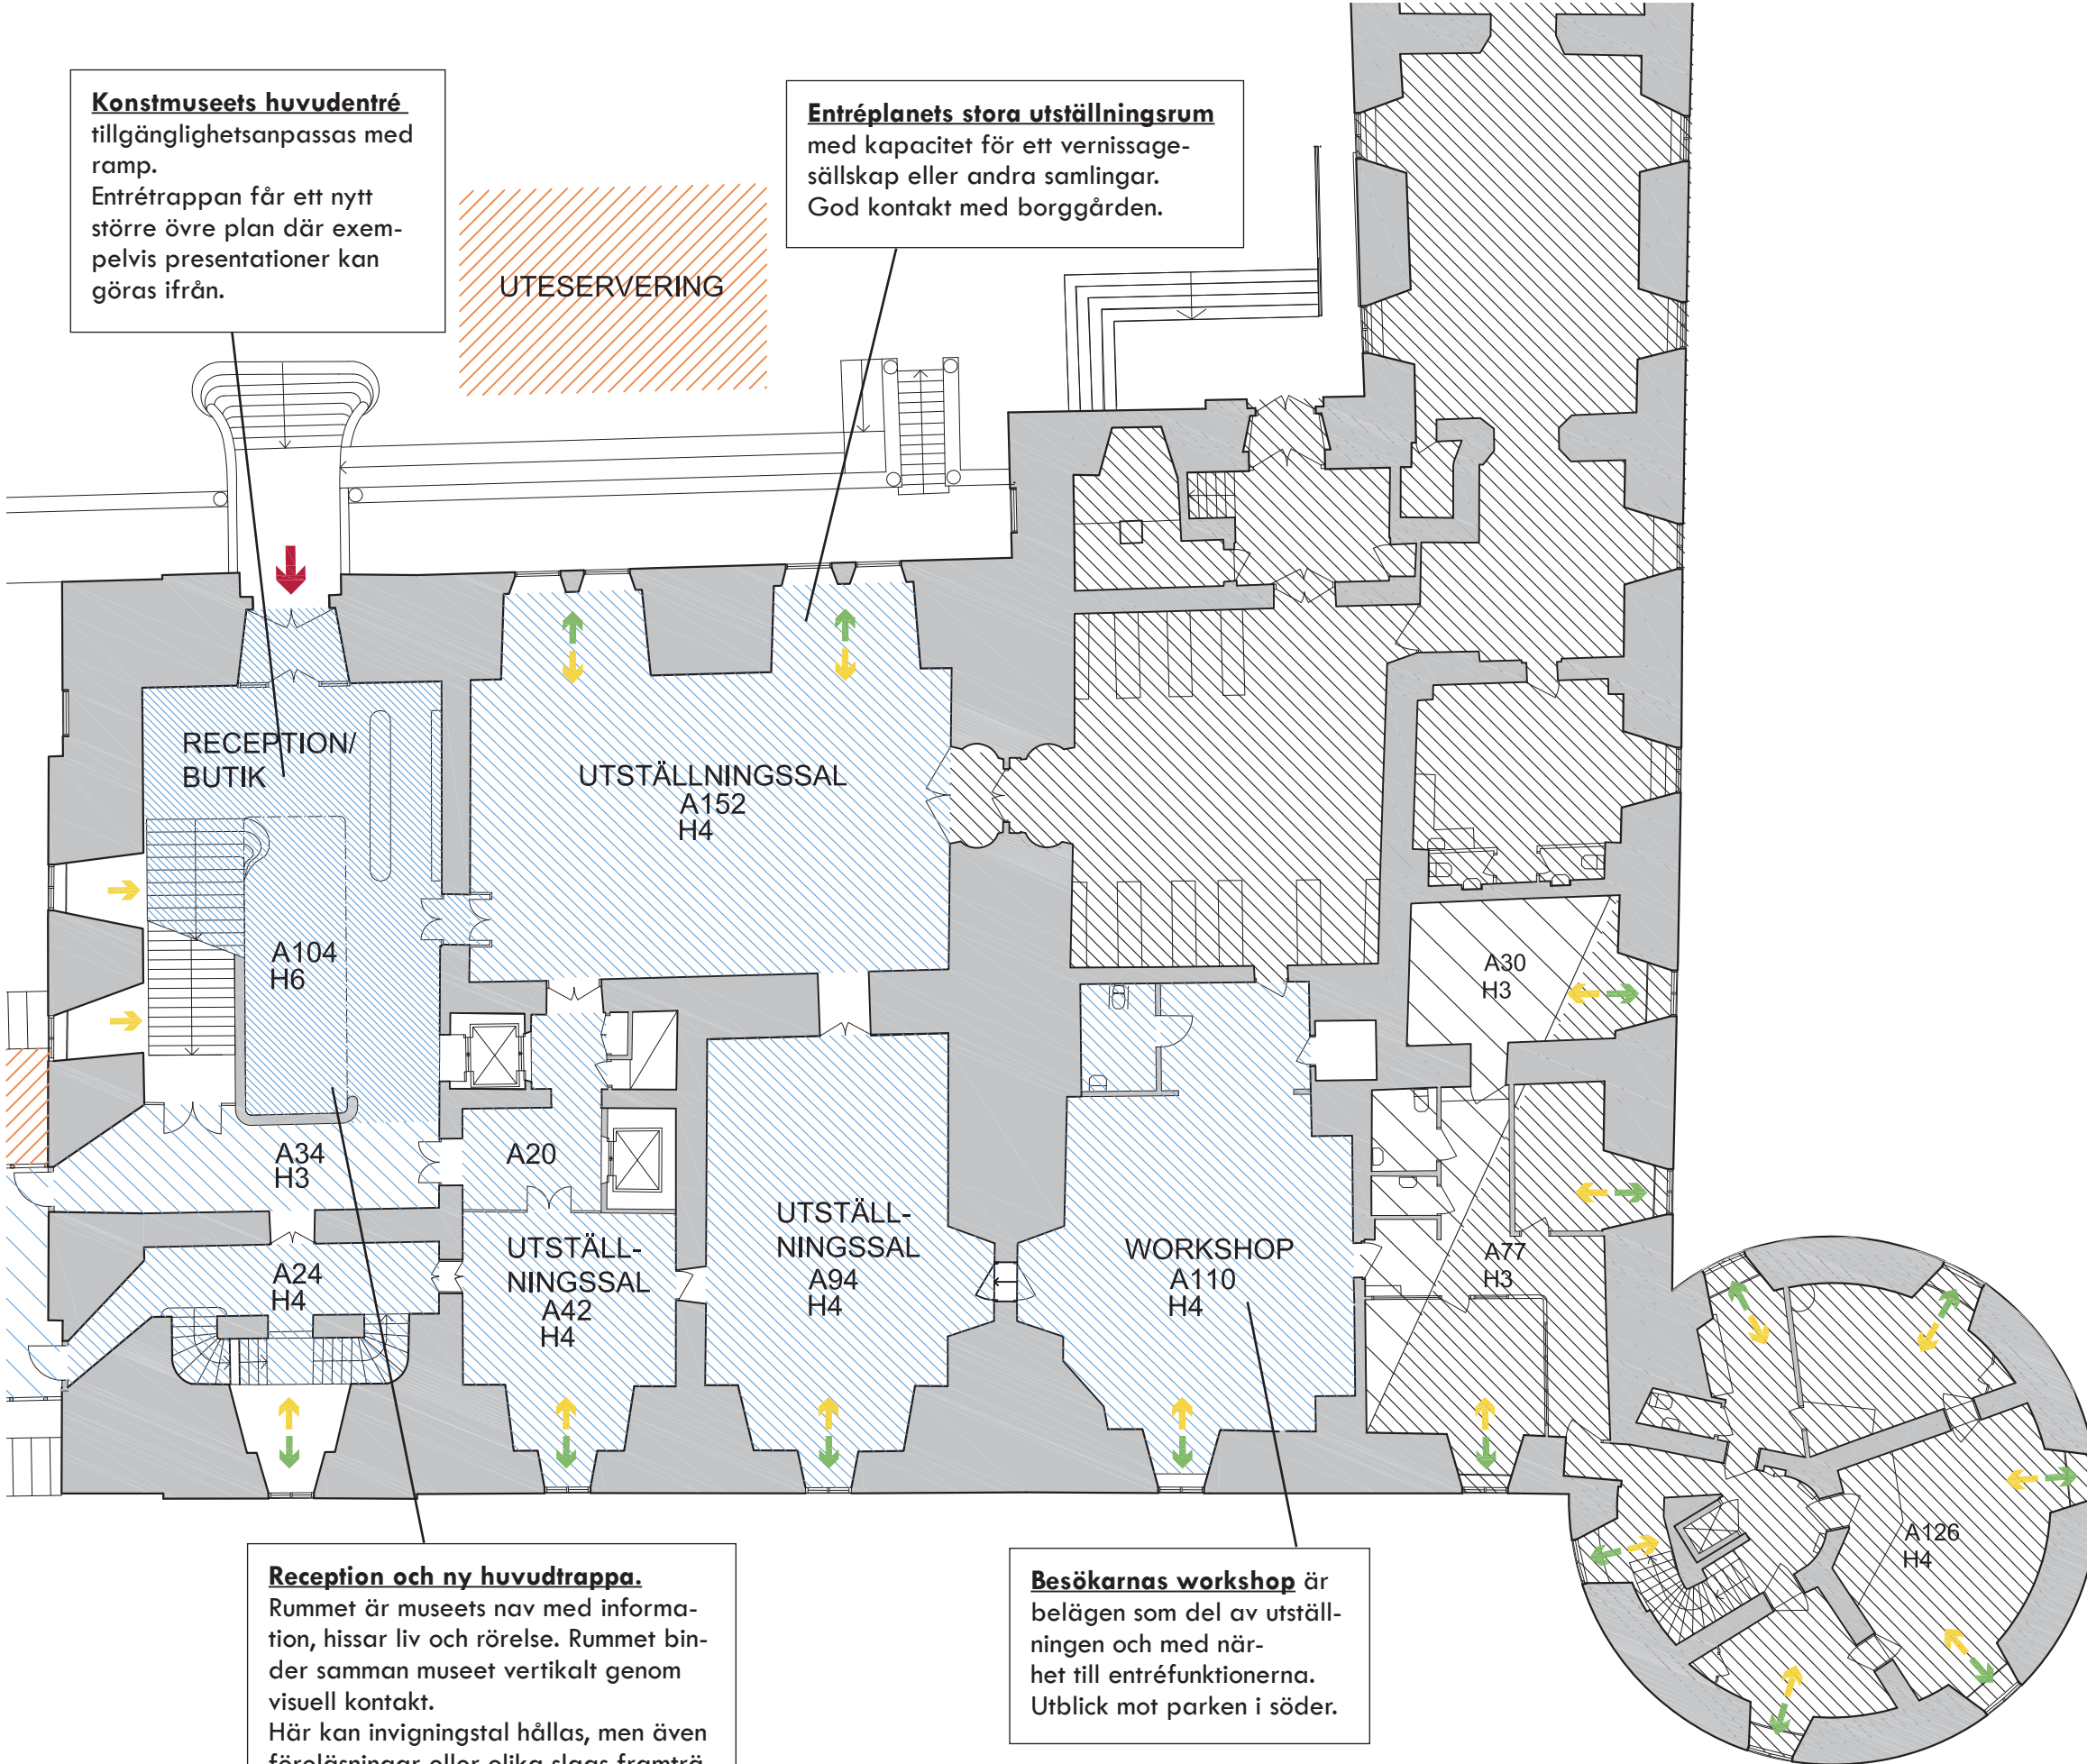 Konstmuseets huvudentré
tillgänglighetsanpassas med
ramp.
Entrétrappan får ett nytt
större övre plan där exem-
pelvis presentationer kan
göras ifrån.
Entréplanets stora utställningsrum
med kapacitet för ett vernissage-
sällskap eller andra samlingar.
God kontakt med borggården.
UTESERVERING
RECEPTION/
BUTIK
UTSTÄLLNINGSSAL
A152
H4
A104
H6
A30
H3
A34
H3
A20
UTSTÄLL-
NINGSSAL
A94
H4
UTSTÄLL-
NINGSSAL
A42
H4
WORKSHOP
A110
H4
A77
H3
A24
H4
A126
H4
Reception och ny huvudtrappa.
Rummet är museets nav med informa-
tion, hissar liv och rörelse. Rummet bin-
der samman museet vertikalt genom
visuell kontakt.
Här kan invigningstal hållas, men även
föreläsningar eller olika slags framträ
Besökarnas workshop är
belägen som del av utställ-
ningen och med när-
het till entréfunktionerna.
Utblick mot parken i söder.